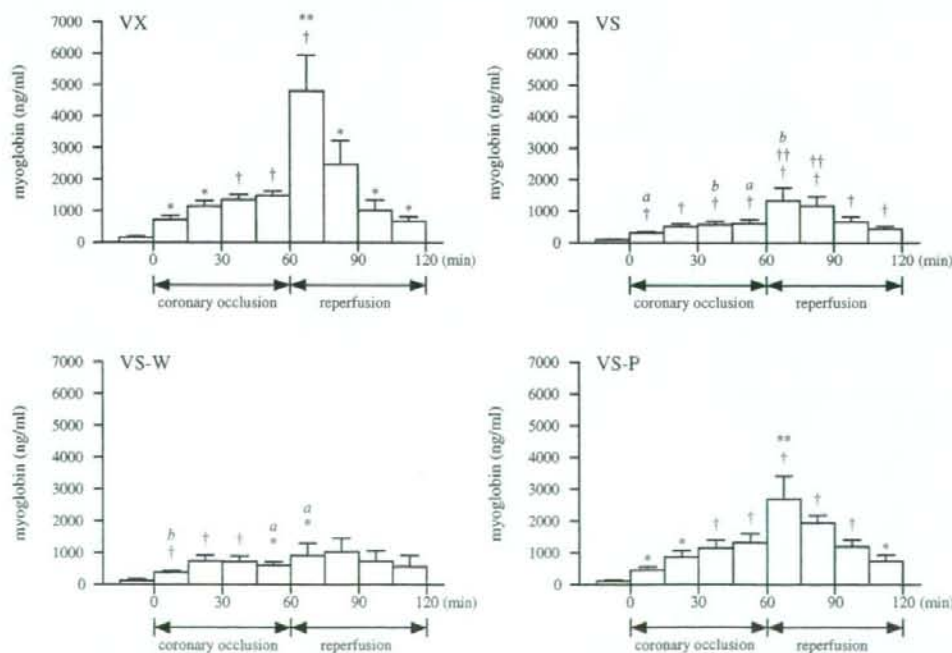 VX
myoglobin (ng/ml)
7000
6000
5000
4000
3000
2000
1000
0
* * † † ** † * * *
0 30 60 90 120 (min)
coronary occlusion reperfusion
VS
myoglobin (ng/ml)
7000
6000
5000
4000
3000
2000
1000
0
a † † b † a † b †† † †† † † †
0 30 60 90 120 (min)
coronary occlusion reperfusion
VS-W
myoglobin (ng/ml)
7000
6000
5000
4000
3000
2000
1000
0
b † † † a * a *
0 30 60 90 120 (min)
coronary occlusion reperfusion
VS-P
myoglobin (ng/ml)
7000
6000
5000
4000
3000
2000
1000
0
* * † † ** † † † *
0 30 60 90 120 (min)
coronary occlusion reperfusion